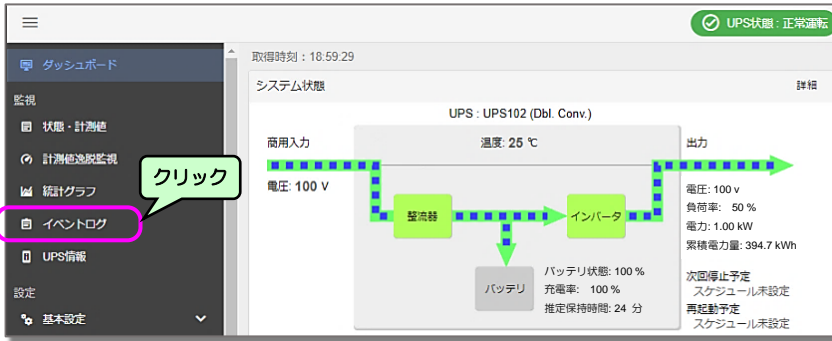 UPS状態 : 正常運転
ダッシュボード
監視
状態・計測値
計測値逸脱監視
統計グラフ
イベントログ
UPS情報
設定
基本設定
クリック
取得時刻 : 18:59:29
システム状態
詳細
UPS : UPS102 (Dbl. Conv.)
商用入力
電圧: 100 V
温度: 25 ℃
整流器
インバータ
バッテリ
バッテリ状態: 100 %
充電率: 100 %
推定保持時間: 24 分
出力
電圧: 100 v
負荷率: 50 %
電力: 1.00 kW
累積電力量: 394.7 kWh
次回停止予定
スケジュール未設定
再起動予定
スケジュール未設定